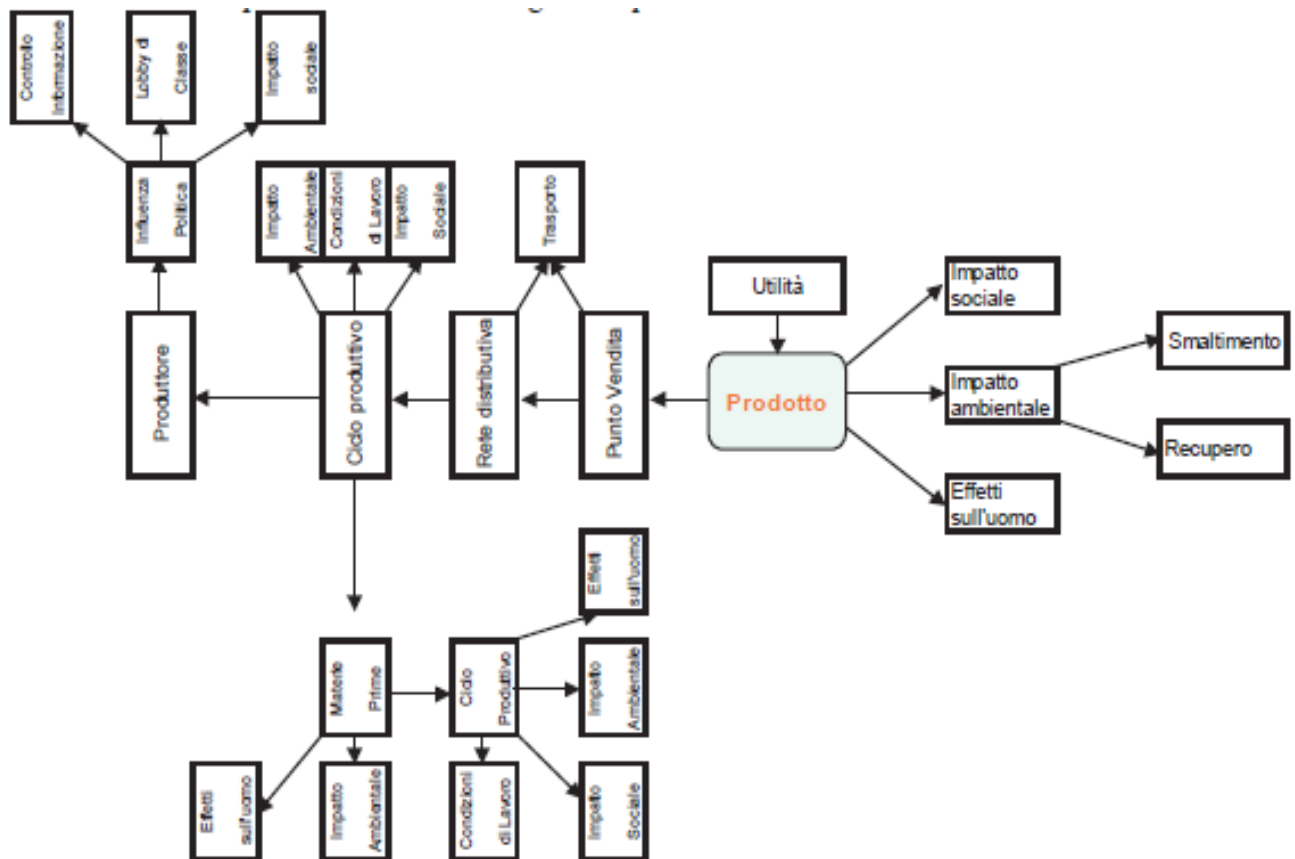 Controllo
Informazione
Lobby di
Classe
Impatto
sociale
Influenza
Politica
Impatto
Ambientale
Condizioni
di Lavoro
Impatto
Sociale
Trasporto
Utilità
Impatto
sociale
Smaltimento
Produttore
Ciclo produttivo
Rete distributiva
Punto Vendita
Prodotto
Impatto
ambientale
Recupero
Effetti
sull'uomo
Effetti
sull'uomo
Materie
Prime
Ciclo
Produttivo
Impatto
Ambientale
Effetti
sull'uomo
Impatto
Ambientale
Condizioni
di Lavoro
Impatto
Sociale